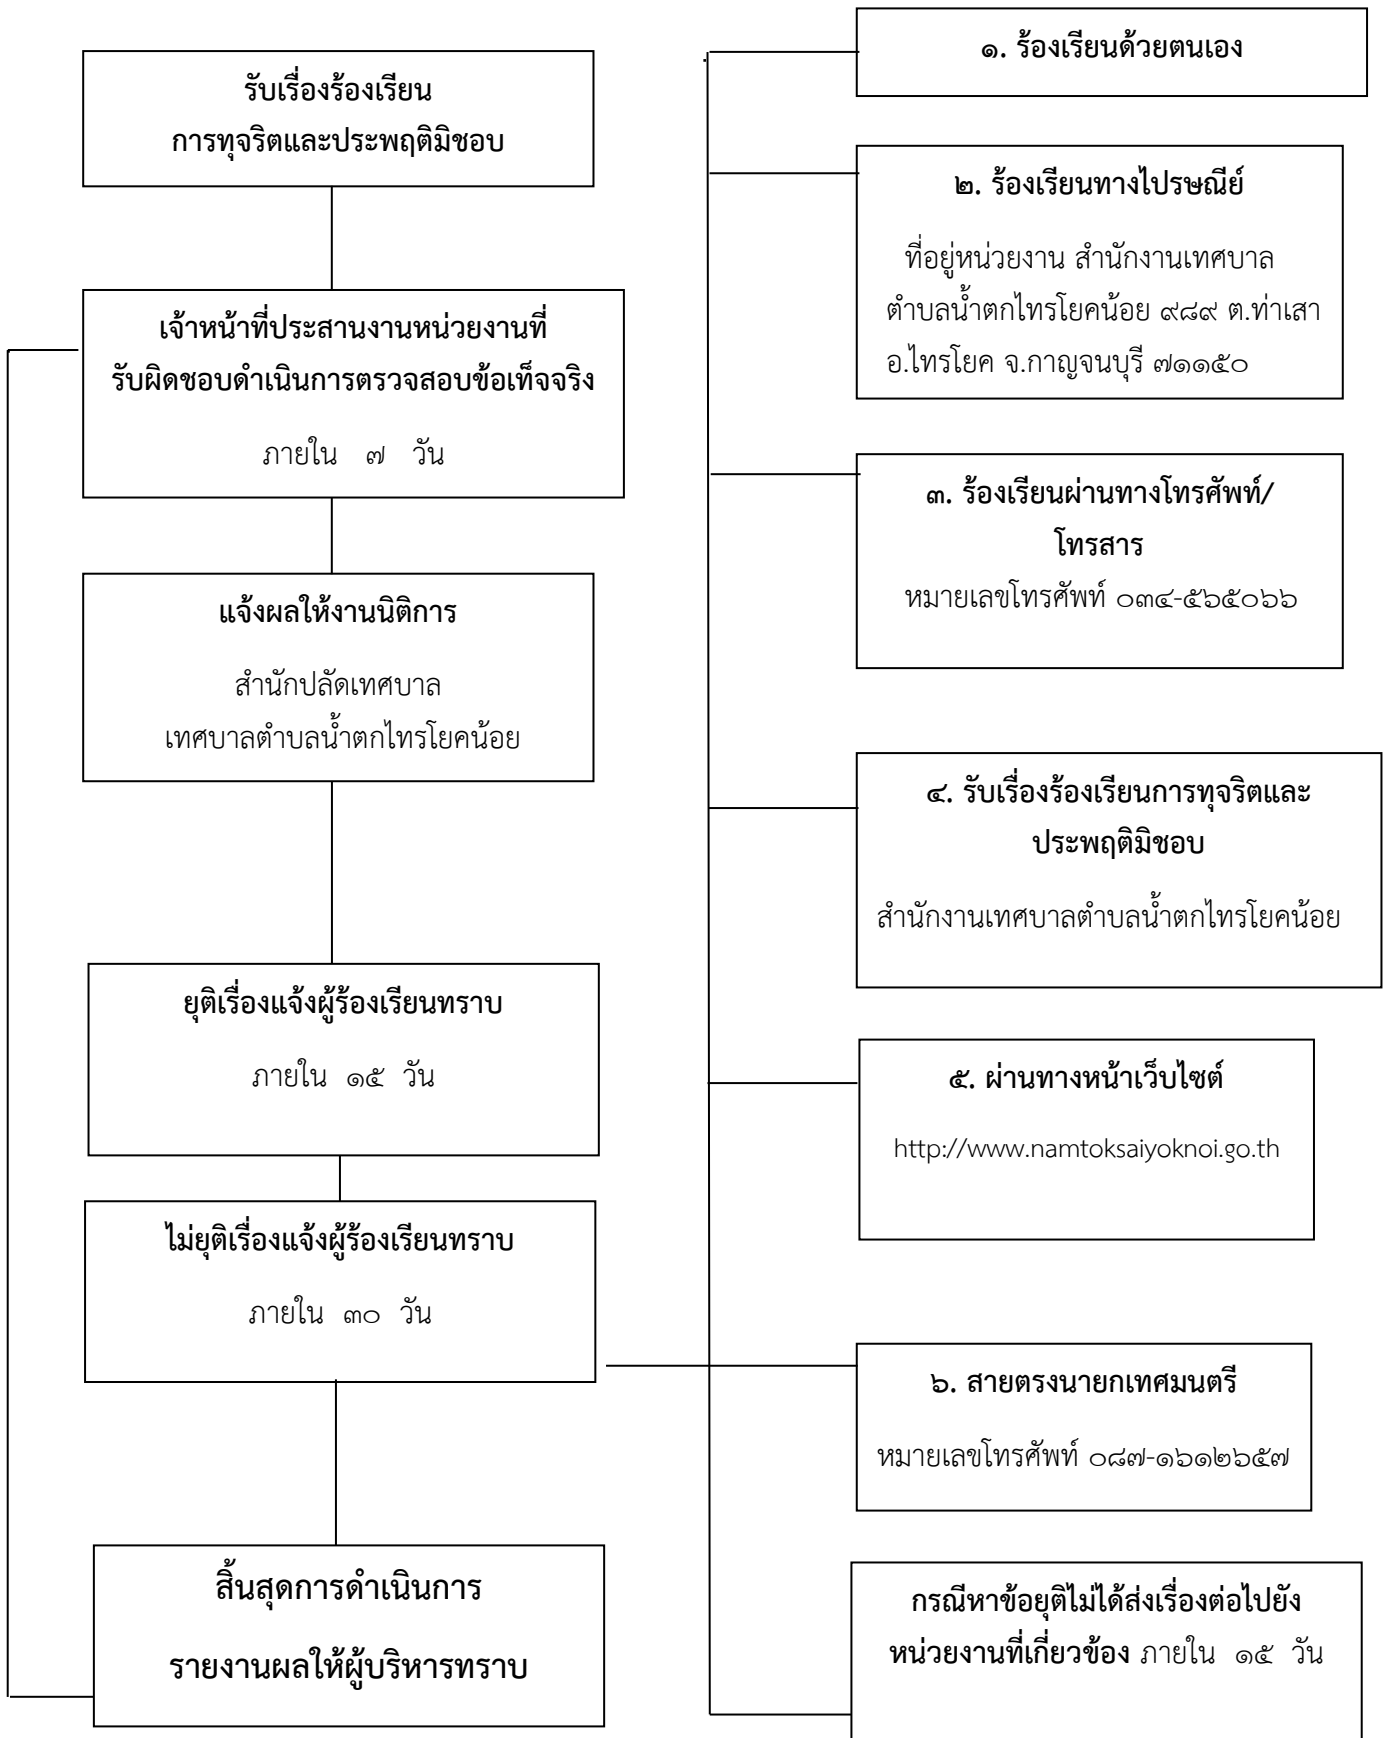 รับเรื่องร้องเรียน
การทุจริตและประพฤติมิชอบ
เจ้าหน้าที่ประสานงานหน่วยงานที่
รับผิดชอบดำเนินการตรวจสอบข้อเท็จจริง
ภายใน ๗ วัน
แจ้งผลให้งานนิติการ
สำนักปลัดเทศบาล
เทศบาลตำบลน้ำตกไทรโยคน้อย
ยุติเรื่องแจ้งผู้ร้องเรียนทราบ
ภายใน ๑๕ วัน
ไม่ยุติเรื่องแจ้งผู้ร้องเรียนทราบ
ภายใน ๓๐ วัน
สิ้นสุดการดำเนินการ
รายงานผลให้ผู้บริหารทราบ
๑. ร้องเรียนด้วยตนเอง
๒. ร้องเรียนทางไปรษณีย์
ที่อยู่หน่วยงาน สำนักงานเทศบาล
ตำบลน้ำตกไทรโยคน้อย ๙๘๙ ต.ท่าเสา
อ.ไทรโยค จ.กาญจนบุรี ๗๑๑๕๐
๓. ร้องเรียนผ่านทางโทรศัพท์/
โทรสาร
หมายเลขโทรศัพท์ ๐๓๔-๕๖๕๐๖๖
๔. รับเรื่องร้องเรียนการทุจริตและ
ประพฤติมิชอบ
สำนักงานเทศบาลตำบลน้ำตกไทรโยคน้อย
๕. ผ่านทางหน้าเว็บไซต์
http://www.namtoksaiyoknoi.go.th
๖. สายตรงนายกเทศมนตรี
หมายเลขโทรศัพท์ ๐๘๗-๑๖๑๒๖๕๗
กรณีหาข้อยุติไม่ได้ส่งเรื่องต่อไปยัง
หน่วยงานที่เกี่ยวข้อง ภายใน ๑๕ วัน